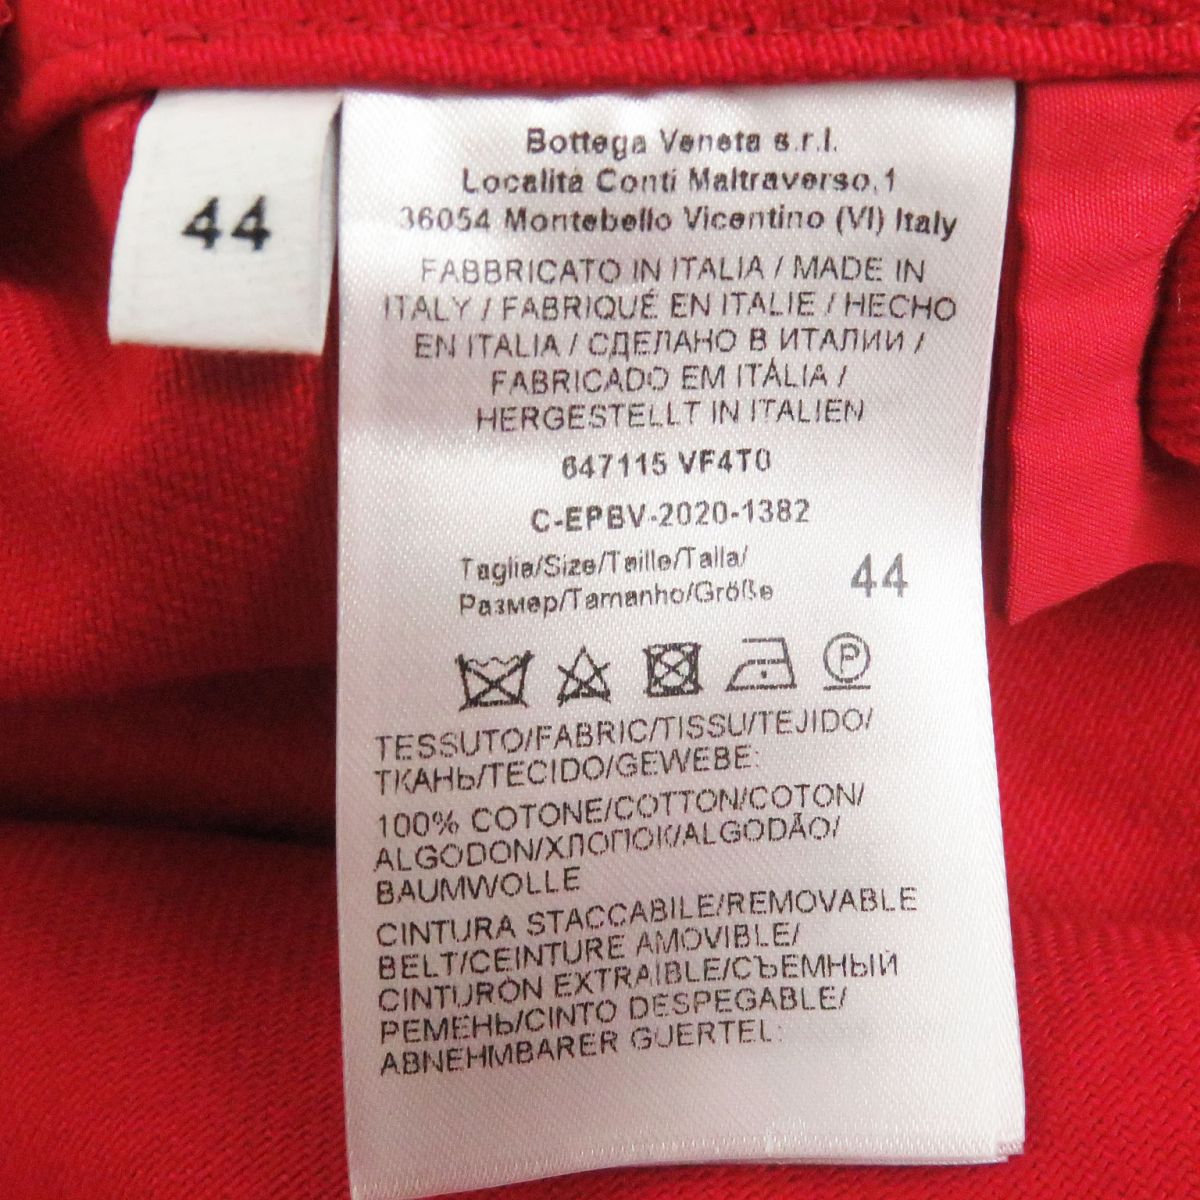 44
Bottega Veneta s.r.l.
Località Conti Maltraverso,1
36054 Montebello Vicentino (VI) Italy
FABBRICATO IN ITALIA / MADE IN
ITALY / FABRIQUÉ EN ITALIE / HECHO
EN ITALIA / СДЕЛАНО В ИТАЛИИ /
FABRICADO EM ITÁLIA /
HERGESTELLT IN ITALIEN
647115 VF4T0
C-EPBV-2020-1382
Taglia/Size/Taille/Talla/
Размер/Tamanho/Größe
44
P
TESSUTO/FABRIC/TISSU/TEJIDO/
ТКАНЬ/TECIDO/GEWEBE:
100% COTONE/COTTON/COTON/
ALGODON/ХЛОПОК/ALGODÃO/
BAUMWOLLE
CINTURA STACCABILE/REMOVABLE
BELT/CEINTURE AMOVIBLE/
CINTURÓN EXTRAIBLE/СЪЕМНЫЙ
РЕМЕНЬ/CINTO DESPEGABLE/
ABNEHMBARER GUERTEL: